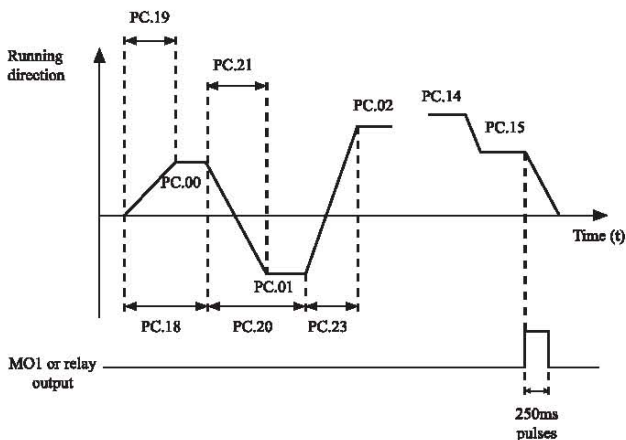 PC.19
Running
direction
PC.21
PC.02
PC.14
PC.15
PC.00
Time (t)
PC.01
PC.18
PC.20
PC.23
MO1 or relay
output
250ms
pulses